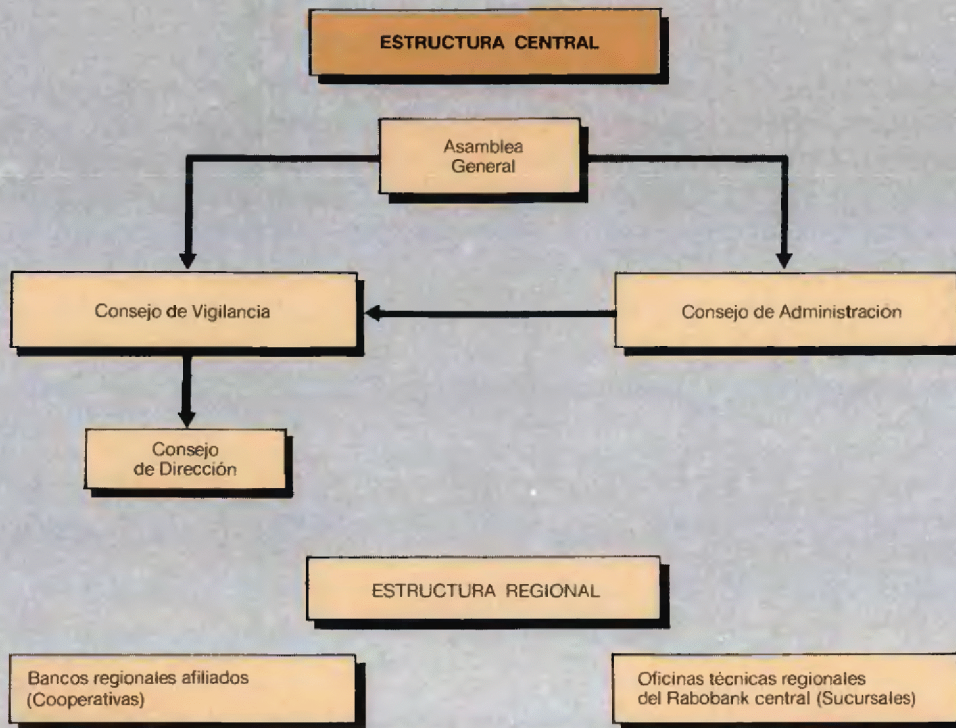 ESTRUCTURA CENTRAL
Asamblea
General
Consejo de Vigilancia
Consejo de Administración
Consejo
de Dirección
ESTRUCTURA REGIONAL
Bancos regionales afiliados
(Cooperativas)
Oficinas técnicas regionales
del Rabobank central (Sucursales)